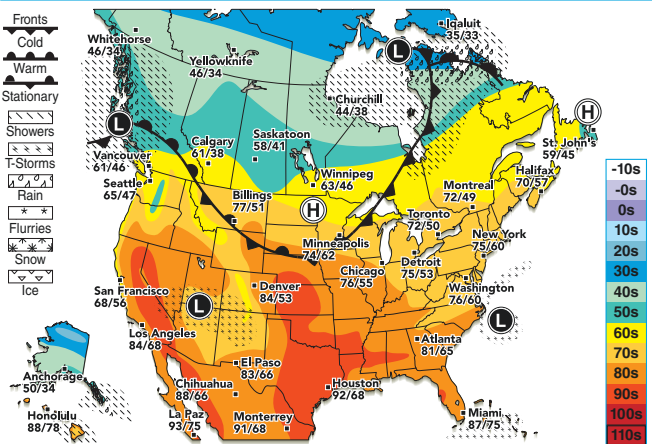 Fronts
Cold
Warm
Stationary
Showers
T-Storms
Rain
Flurries
Snow
Ice
Whitehorse
46/34
Yellowknife
46/34
Iqaluit
35/33
L
Churchill
44/38
L
H
St. John's
59/45
Vancouver
61/46
Calgary
61/38
Saskatoon
58/41
Winnipeg
63/46
Seattle
65/47
Billings
77/51
H
Minneapolis
74/62
Montreal
72/49
Halifax
70/57
Toronto
72/50
New York
75/60
Detroit
75/53
Chicago
76/55
Washington
76/60
San Francisco
68/56
L
Denver
84/53
L
Los Angeles
84/68
Atlanta
81/65
El Paso
83/66
Chihuahua
88/66
Houston
92/68
La Paz
93/75
Monterrey
91/68
Miami
87/75
Anchorage
50/34
Honolulu
88/78
-10s
-0s
0s
10s
20s
30s
40s
50s
60s
70s
80s
90s
100s
110s